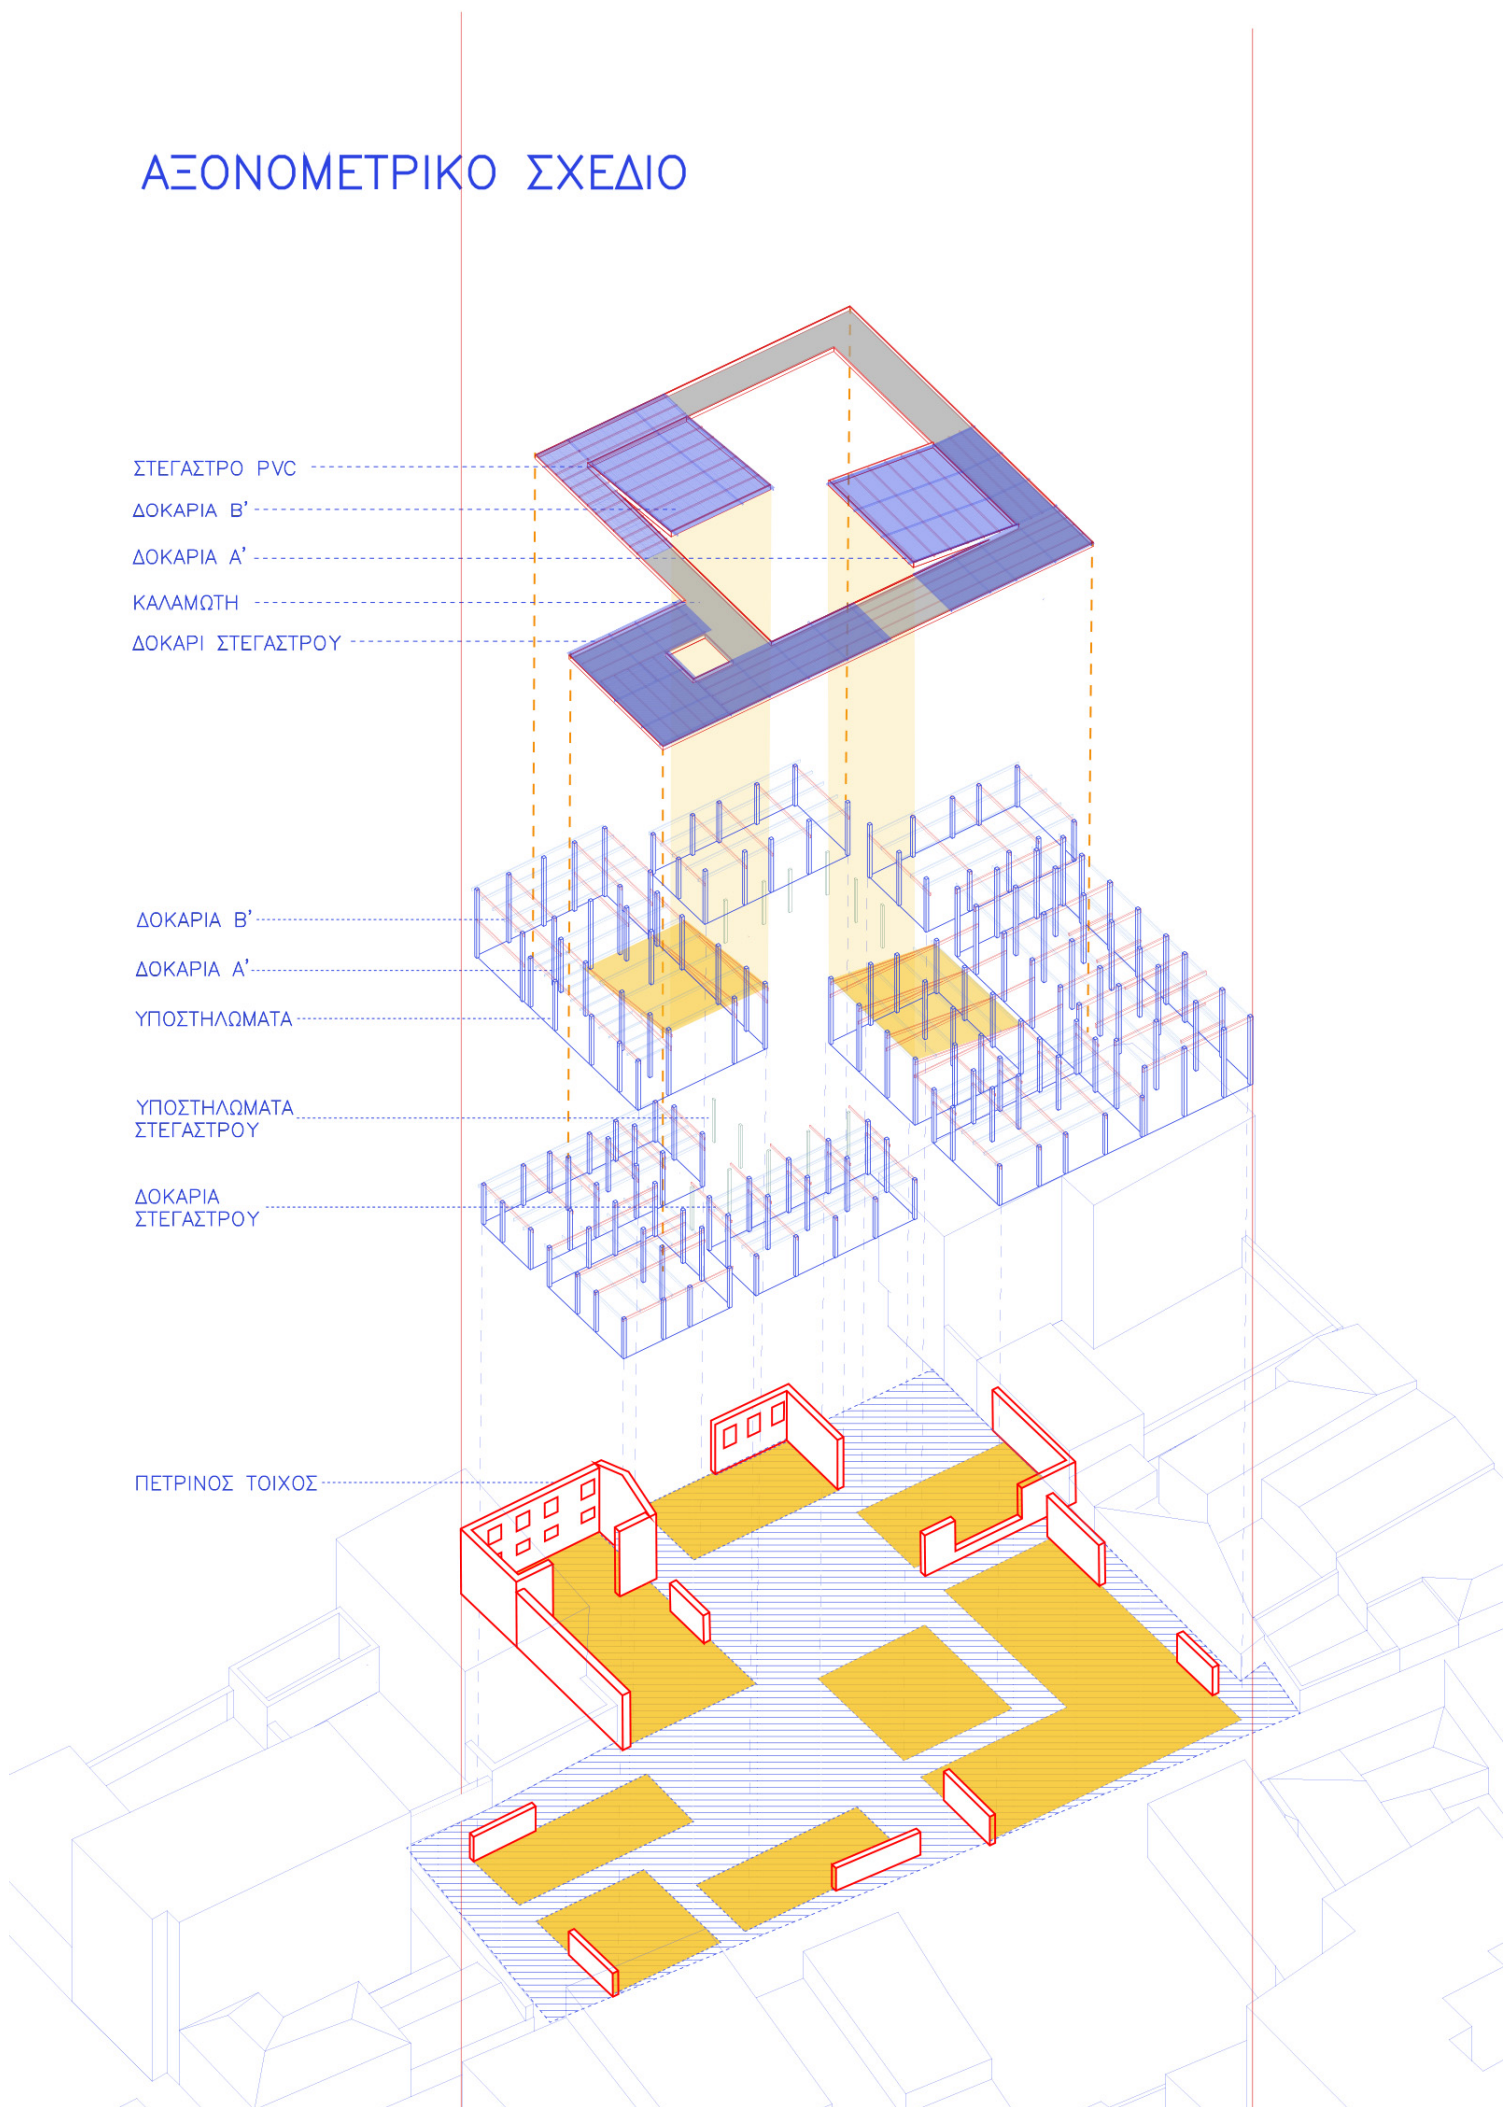 ΑΞΟΝΟΜΕΤΡΙΚΟ ΣΧΕΔΙΟ
ΣΤΕΓΑΣΤΡΟ PVC
ΔΟΚΑΡΙΑ Β'
ΔΟΚΑΡΙΑ Α'
ΚΑΛΑΜΩΤΗ
ΔΟΚΑΡΙ ΣΤΕΓΑΣΤΡΟΥ
ΔΟΚΑΡΙΑ Β'
ΔΟΚΑΡΙΑ Α'
ΥΠΟΣΤΗΛΩΜΑΤΑ
ΥΠΟΣΤΗΛΩΜΑΤΑ
ΣΤΕΓΑΣΤΡΟΥ
ΔΟΚΑΡΙΑ
ΣΤΕΓΑΣΤΡΟΥ
ΠΕΤΡΙΝΟΣ ΤΟΙΧΟΣ